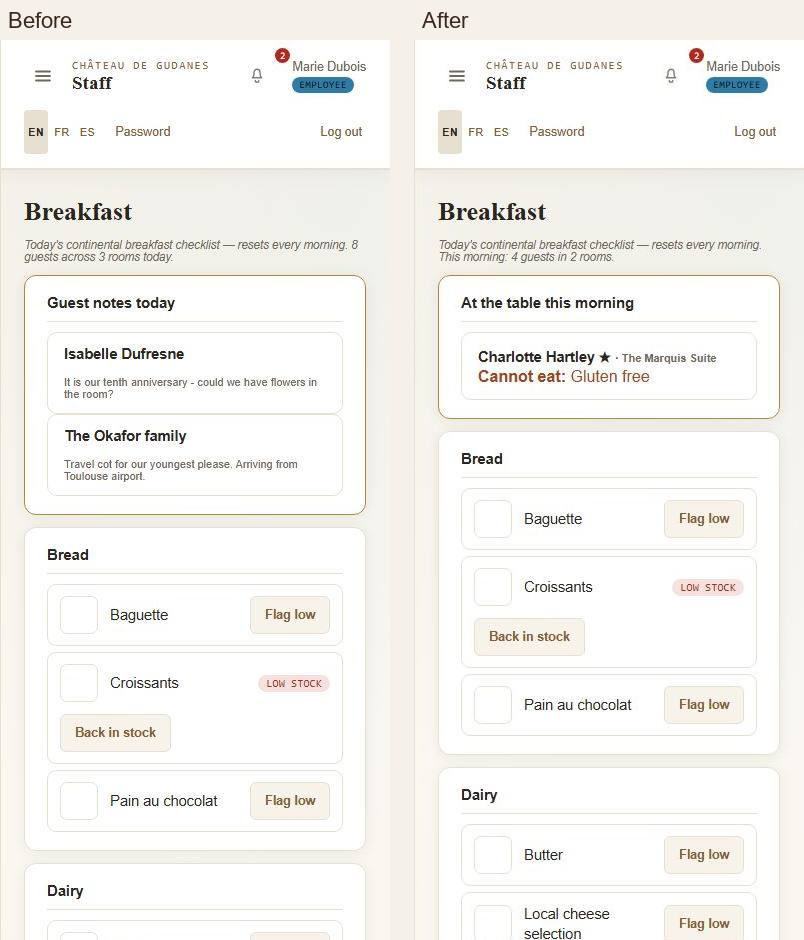 Before
CHÂTEAU DE GUDANES
Staff
2
Marie Dubois
EMPLOYEE
EN FR ES Password Log out
Breakfast
Today's continental breakfast checklist — resets every morning. 8
guests across 3 rooms today.
Guest notes today
Isabelle Dufresne
It is our tenth anniversary - could we have flowers in
the room?
The Okafor family
Travel cot for our youngest please. Arriving from
Toulouse airport.
Bread
Baguette Flag low
Croissants LOW STOCK
Back in stock
Pain au chocolat Flag low
Dairy
After
CHÂTEAU DE GUDANES
Staff
2
Marie Dubois
EMPLOYEE
EN FR ES Password Log out
Breakfast
Today's continental breakfast checklist — resets every morning.
This morning: 4 guests in 2 rooms.
At the table this morning
Charlotte Hartley ★ · The Marquis Suite
Cannot eat: Gluten free
Bread
Baguette Flag low
Croissants LOW STOCK
Back in stock
Pain au chocolat Flag low
Dairy
Butter Flag low
Local cheese
selection Flag low